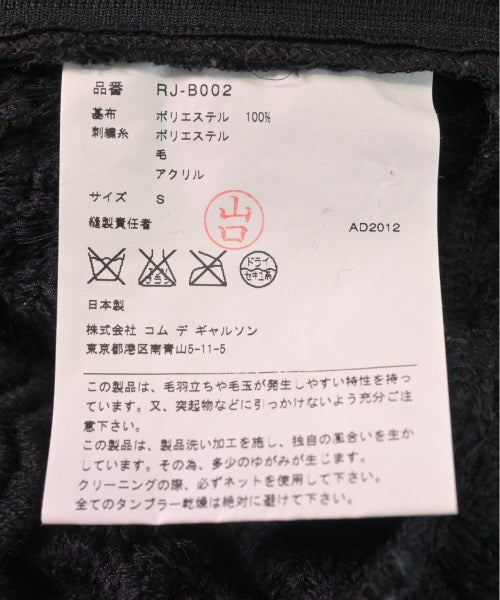 品番 RJ-B002
基布 ポリエステル 100%
刺繍糸 ポリエステル
毛
アクリル
サイズ S
縫製責任者 山口 AD2012
エンソ ドライ
ブラン セキユ系
日本製
株式会社 コム デ ギャルソン
東京都港区南青山5-11-5
この製品は、毛羽立ちや毛玉が発生しやすい特性を持っ
ています。又、突起物などに引っかけないよう充分ご注
意下さい。
この製品は、製品洗い加工を施し、独自の風合いを生か
しています。その為、多少のゆがみが生じます。
クリーニングの際、必ずネットを使用して下さい。
全てのタンブラー乾燥は絶対に避けて下さい。